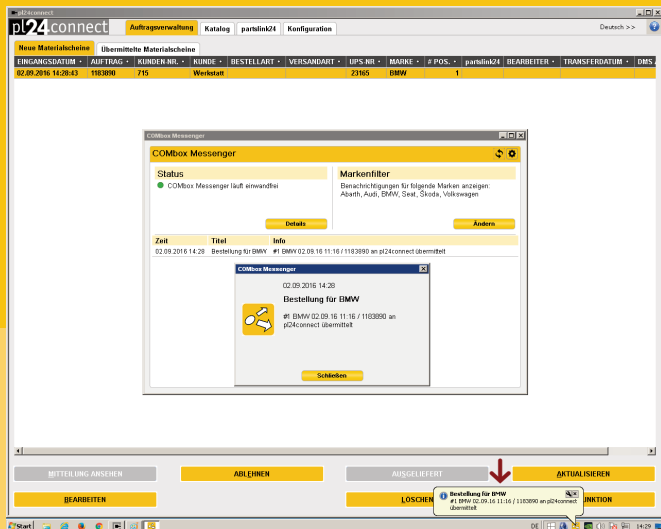 pl24connect
pl24connect
Auftragsverwaltung Katalog partslink24 Konfiguration
Deutsch >>
?
Neue Materialscheine Übermittelte Materialscheine
EINGANGSDATUM AUFTRAG KUNDEN-NR. KUNDE BESTELLART VERSANDART UPS-NR MARKE # POS. partslink24 BEARBEITER TRANSFERDATUM DMS
02.09.2016 14:28:43 1183890 715 Werkstatt 23165 BMW 1
COMbox Messenger
COMbox Messenger
Status
COMbox Messenger läuft einwandfrei
Details
Markenfilter
Benachrichtigungen für folgende Marken anzeigen:
Abarth, Audi, BMW, Seat, Škoda, Volkswagen
Ändern
Zeit Titel Info
02.09.2016 14:28 Bestellung für BMW #1 BMW 02.09.16 11:16 / 1183890 an pl24connect übermittelt
COMbox Messenger
02.09.2016 14:28
Bestellung für BMW
#1 BMW 02.09.16 11:16 / 1183890 an
pl24connect übermittelt
Schließen
MITTEILUNG ANSEHEN ABLEHNEN AUSGELIEFERT AKTUALISIEREN
BEARBEITEN LÖSCHEN UNKTION
Bestellung für BMW
#1 BMW 02.09.16 11:16 / 1183890 an pl24connect
übermittelt
Start
DE
14:29